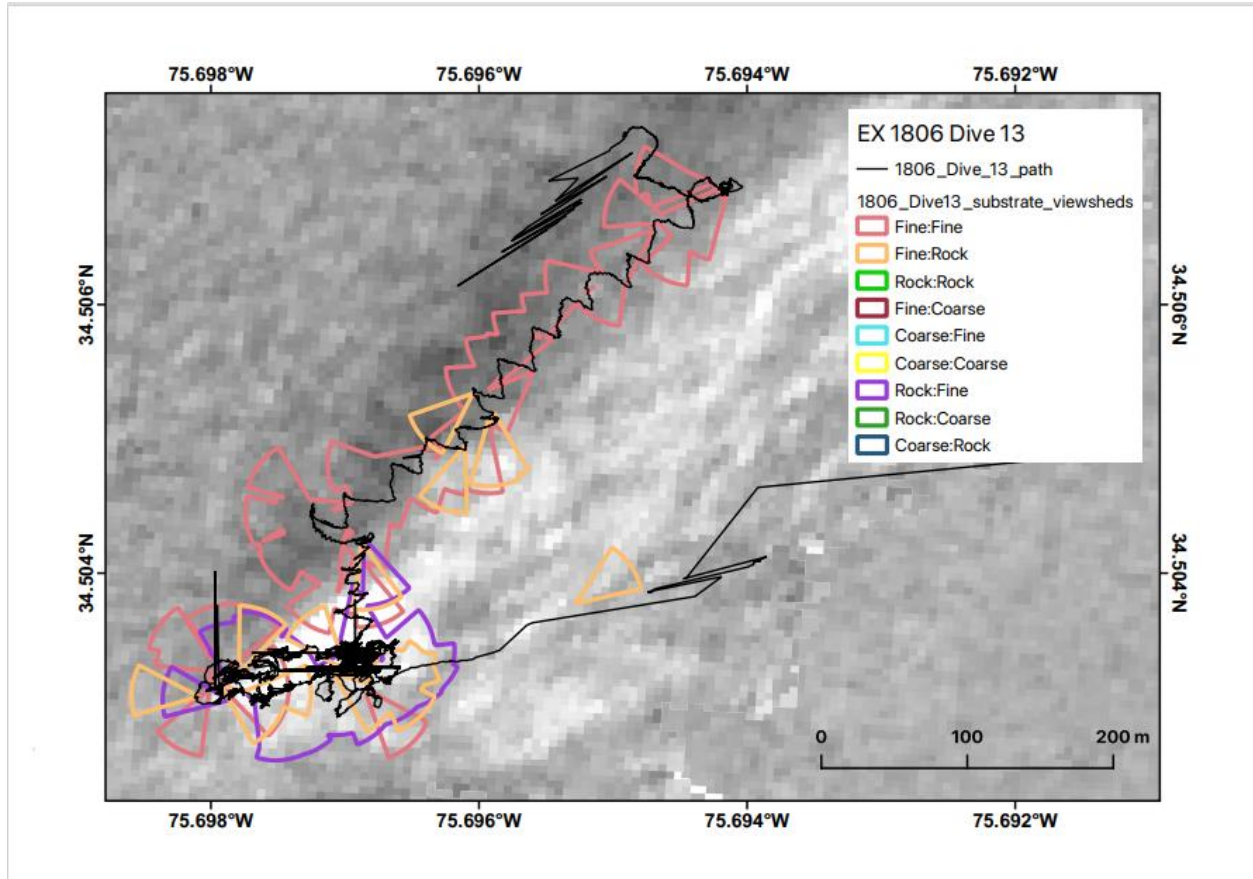 75.698°W 75.696°W 75.694°W 75.692°W
EX 1806 Dive 13
1806_Dive_13_path
1806_Dive13_substrate_viewsheds
Fine:Fine
Fine:Rock
Rock:Rock
Fine:Coarse
Coarse:Fine
Coarse:Coarse
Rock:Fine
Rock:Coarse
Coarse:Rock
34.506°N 34.506°N
34.504°N 34.504°N
0 100 200 m
75.698°W 75.696°W 75.694°W 75.692°W